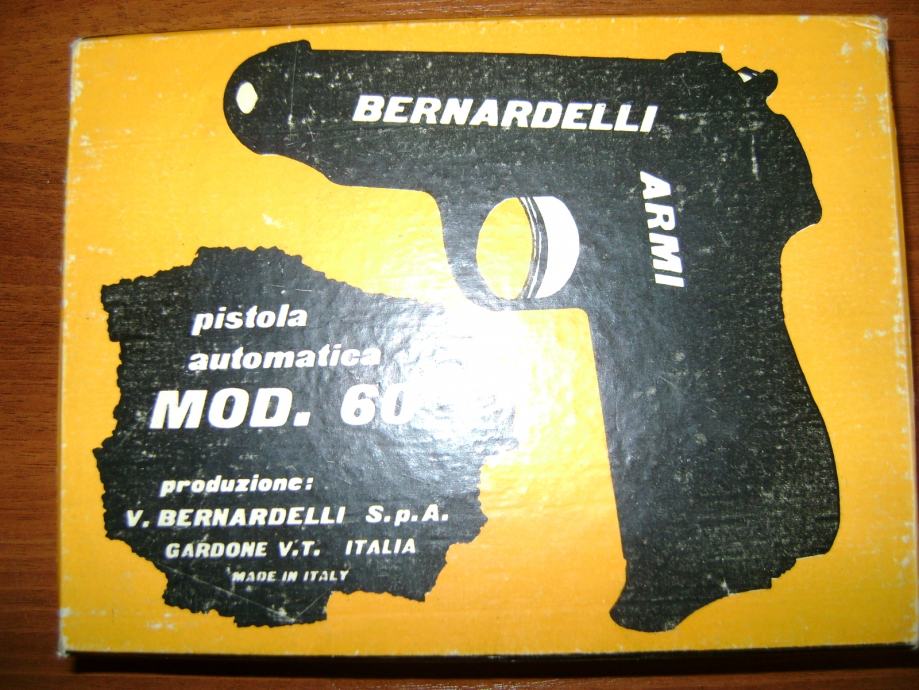 BERNARDELLI
ARMI
pistola
automatica
MOD. 60
produzione:
V. BERNARDELLI S.p.A.
GARDONE V.T. ITALIA
MADE IN ITALY